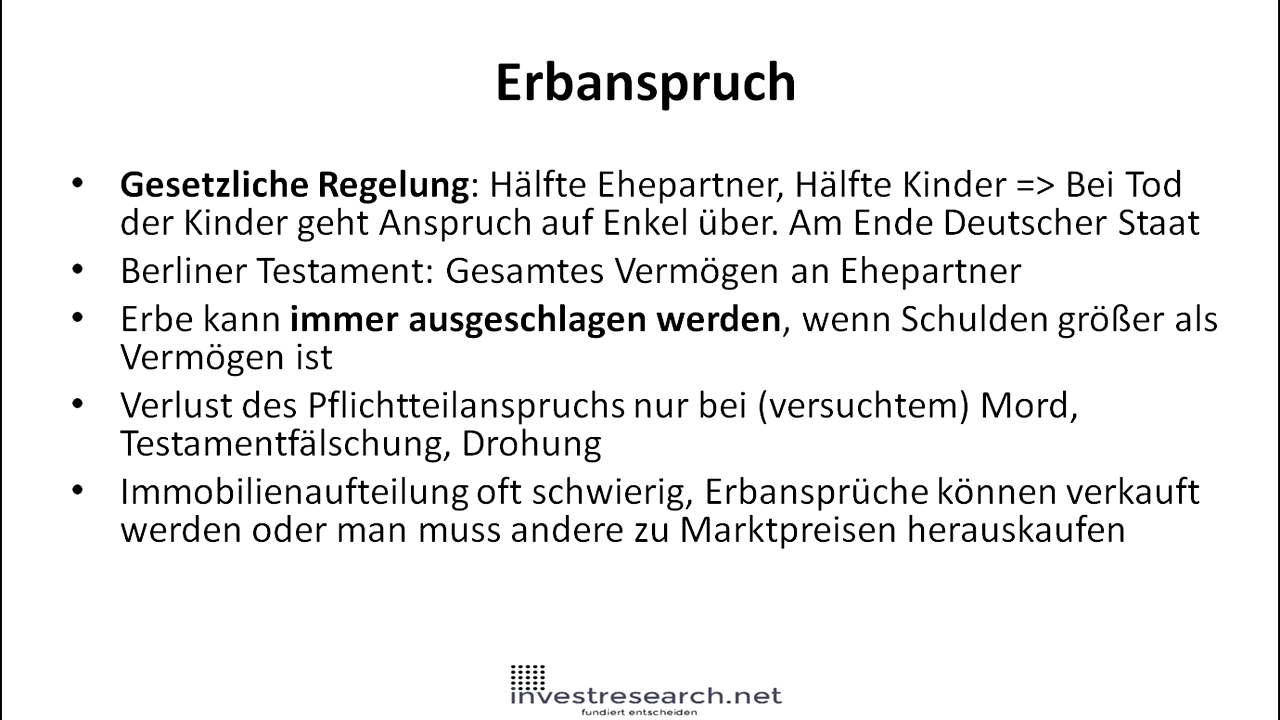 Erbanspruch
• Gesetzliche Regelung: Hälfte Ehepartner, Hälfte Kinder => Bei Tod
der Kinder geht Anspruch auf Enkel über. Am Ende Deutscher Staat
• Berliner Testament: Gesamtes Vermögen an Ehepartner
• Erbe kann immer ausgeschlagen werden, wenn Schulden größer als
Vermögen ist
• Verlust des Pflichtteilanspruchs nur bei (versuchtem) Mord,
Testamentfälschung, Drohung
• Immobilienaufteilung oft schwierig, Erbansprüche können verkauft
werden oder man muss andere zu Marktpreisen herauskaufen
investresearch.net
fundiert entscheiden